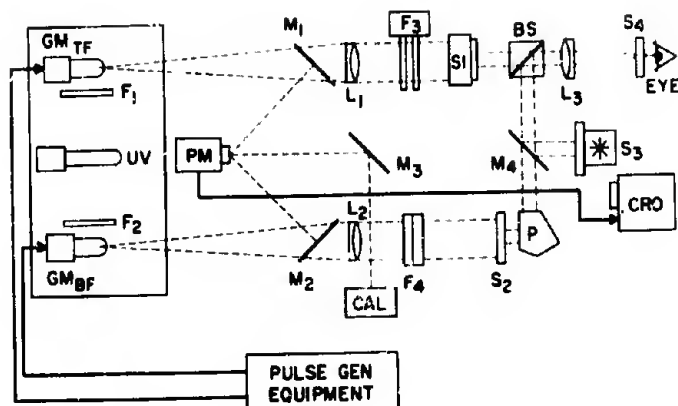 GM TF
F1
UV
F2
GM BF
M1
L1
F3
S1
BS
L3
S4
EYE
PM
M3
M4
S3
CRO
M2
L2
CAL
F4
S2
P
PULSE GEN
EQUIPMENT